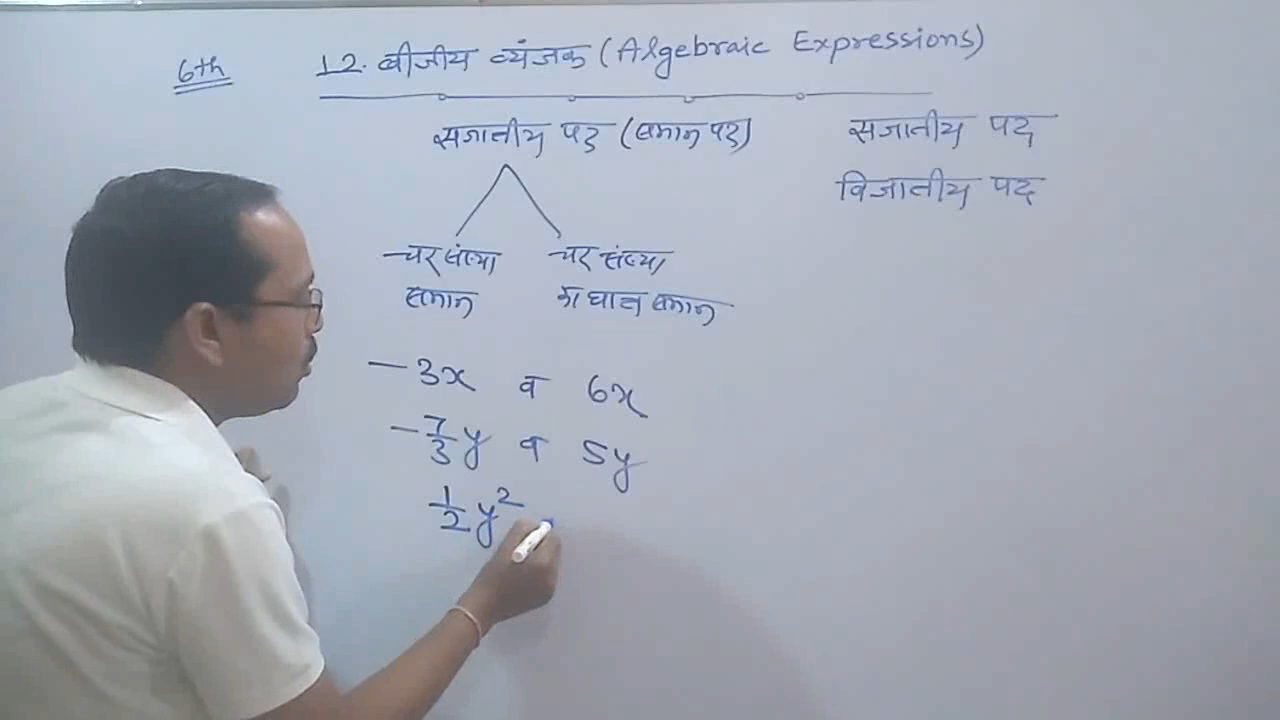 6th
12. बीजीय व्यंजक (Algebraic Expressions)
सजातीय पद (समान पद)
सजातीय पद
विजातीय पद
चर संख्या समान
चर संख्या का घात समान
-3x व 6x
-7/3 y व 5y
1/2 y²